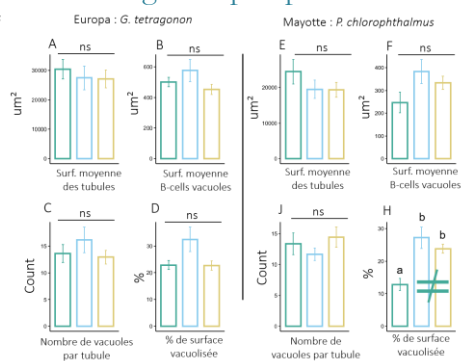 Europa : G. tetragon
Mayotte : P. chlorophthalmus
A
ns
um²
30000
20000
10000
0
Surf. moyenne
des tubules
B
ns
um²
600
400
200
0
Surf. moyenne
B-cells vacuoles
E
ns
um²
20000
10000
0
Surf. moyenne
des tubules
F
ns
um²
400
300
200
100
0
Surf. moyenne
B-cells vacuoles
C
ns
Count
15
10
5
0
Nombre de vacuoles
par tubule
D
ns
%
30
20
10
0
% de surface
vacuolisée
J
ns
Count
15
10
5
0
Nombre de
vacuoles par tubule
H
%
30
20
10
0
a
b
b
% de surface
vacuolisée